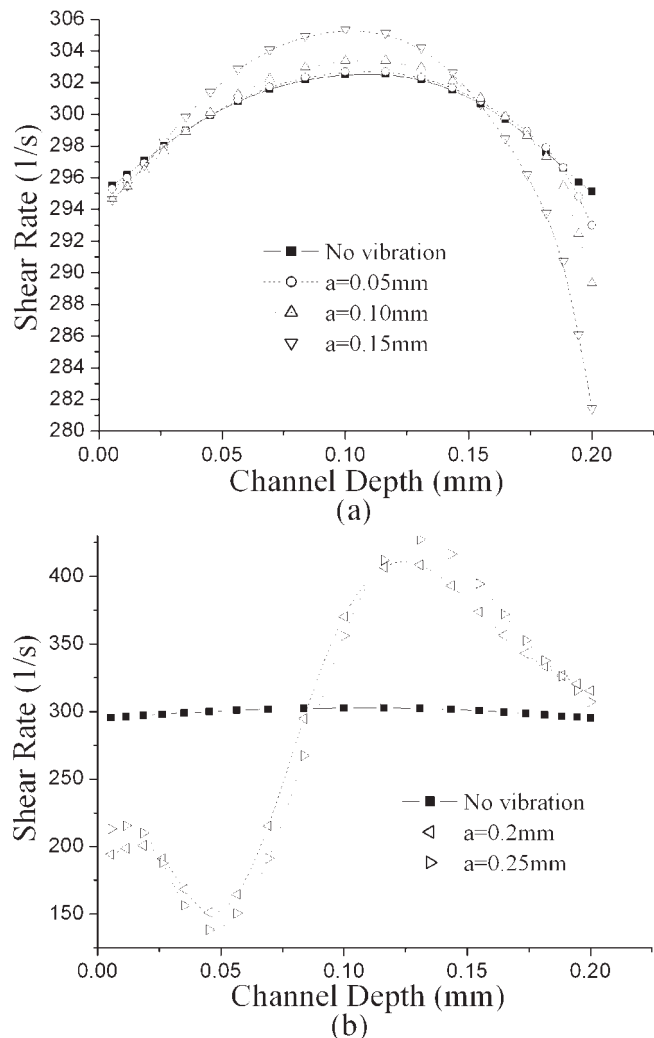 306
304
302
300
298
296
294
292
290
288
286
284
282
280
Shear Rate (1/s)
No vibration
a=0.05mm
a=0.10mm
a=0.15mm
0.00 0.05 0.10 0.15 0.20
Channel Depth (mm)
(a)
400
350
300
250
200
150
Shear Rate (1/s)
No vibration
a=0.2mm
a=0.25mm
0.00 0.05 0.10 0.15 0.20
Channel Depth (mm)
(b)